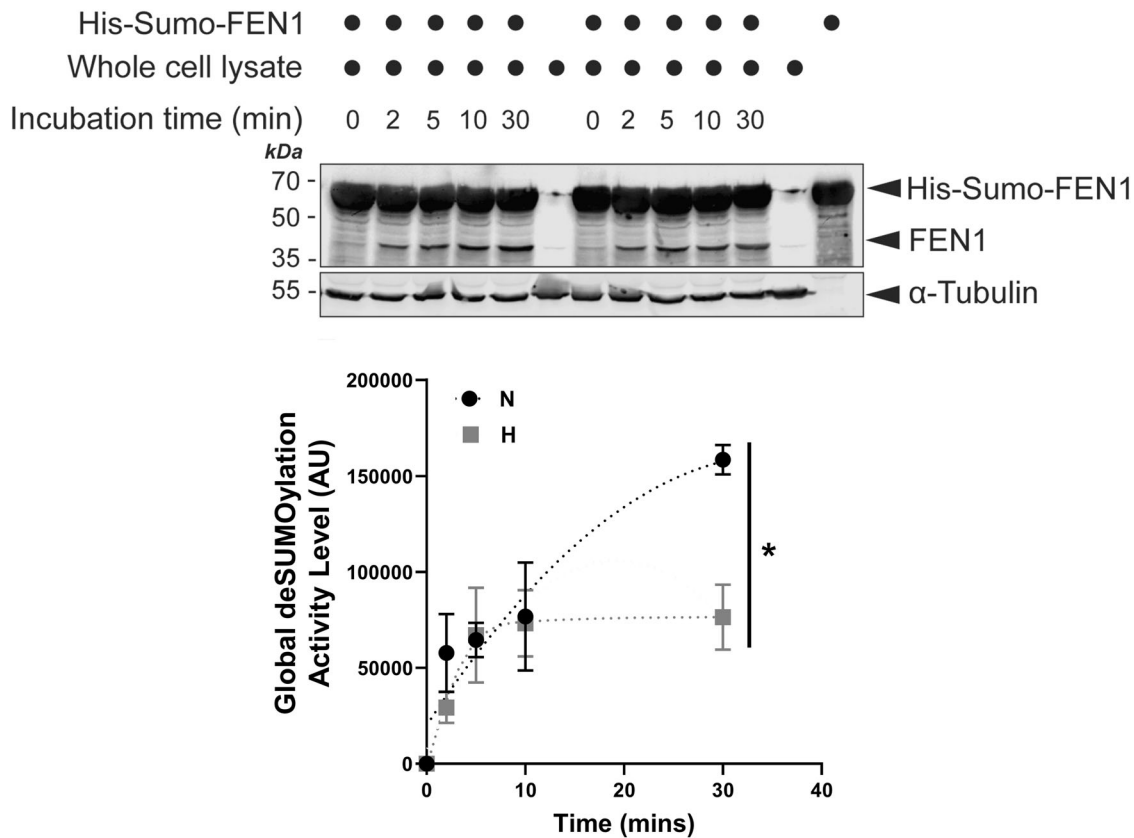 His-Sumo-FEN1
Whole cell lysate
Incubation time (min) 0 2 5 10 30 0 2 5 10 30
kDa
70 -
50 -
35 -
His-Sumo-FEN1
FEN1
55 -
α-Tubulin
200000
150000
100000
50000
0
Global deSUMOylation
Activity Level (AU)
N
H
*
0 10 20 30 40
Time (mins)